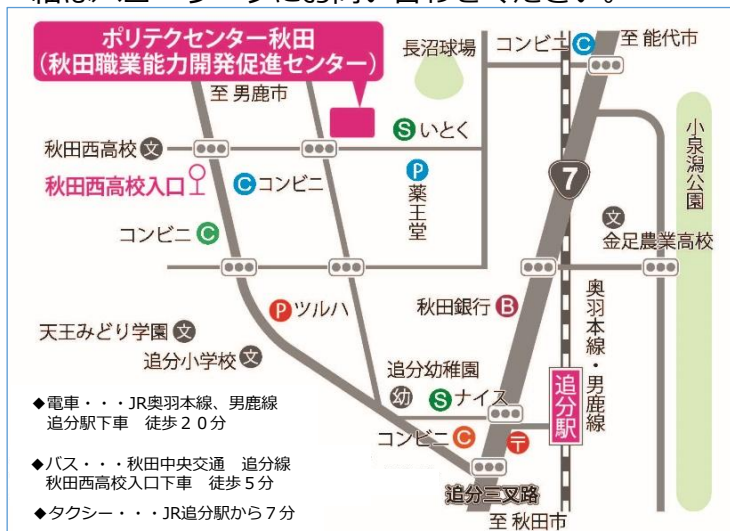 ポリテクセンター秋田
(秋田職業能力開発促進センター)
長沼球場
コンビニ C
至 能代市
至 男鹿市
秋田西高校 文
S いとく
小泉潟公園
秋田西高校入口
C コンビニ
P
薬王堂
7
コンビニ C
文
金足農業高校
P ツルハ
秋田銀行 B
奥羽本線・男鹿線
天王みどり学園 文
追分小学校 文
追分幼稚園
幼
S ナイス
追分駅
コンビニ C
〒
追分三叉路
至 秋田市
◆電車・・・JR奥羽本線、男鹿線
追分駅下車 徒歩20分
◆バス・・・秋田中央交通 追分線
秋田西高校入口下車 徒歩5分
◆タクシー・・・JR追分駅から7分